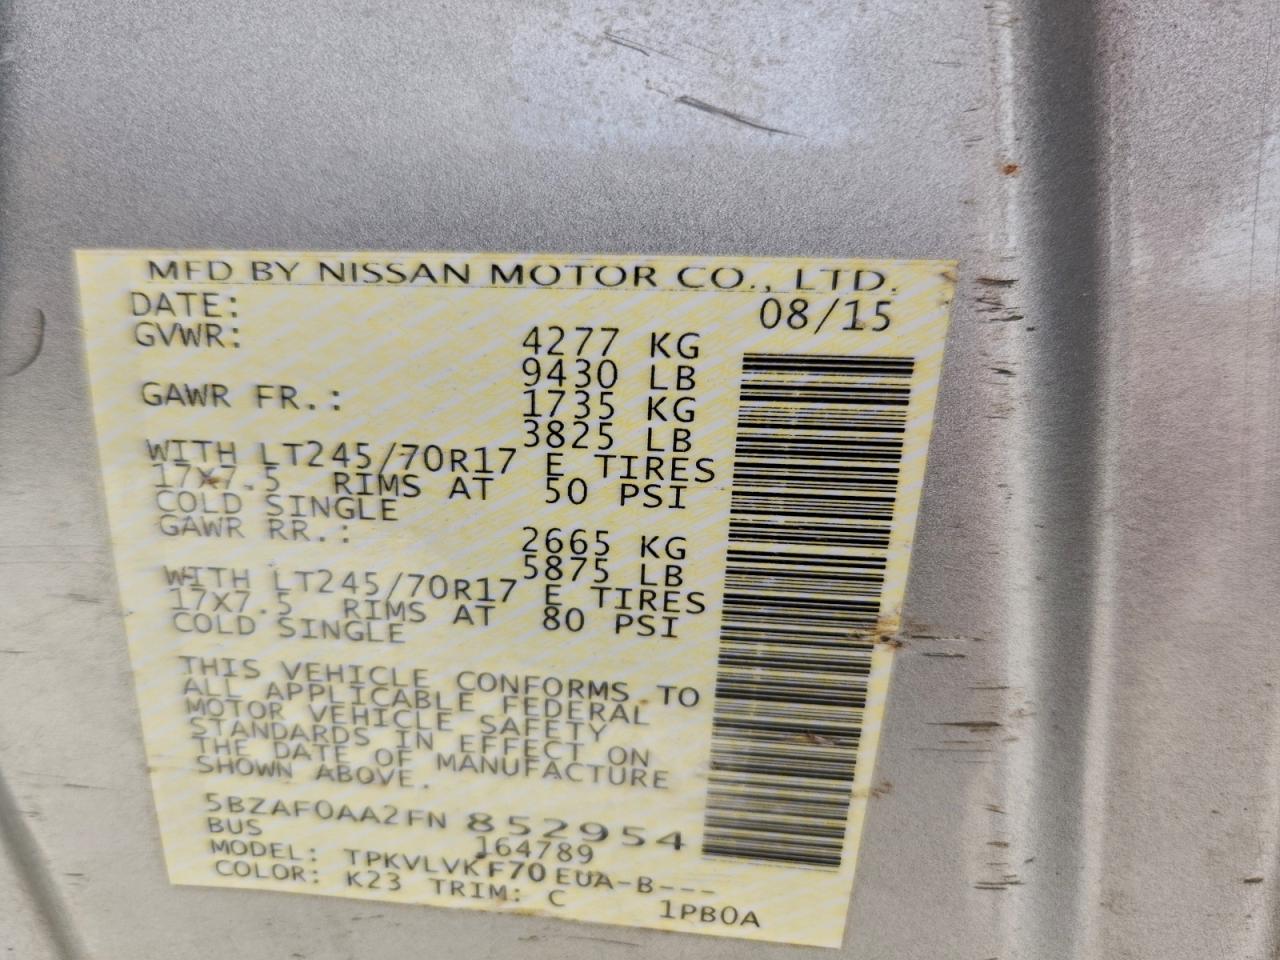 MFD BY NISSAN MOTOR CO., LTD.
DATE: 08/15
GVWR: 4277 KG
9430 LB
GAWR FR.: 1735 KG
3825 LB
WITH LT245/70R17 E TIRES
17X7.5 RIMS AT 50 PSI
COLD SINGLE
GAWR RR.: 2665 KG
5875 LB
WITH LT245/70R17 E TIRES
17X7.5 RIMS AT 80 PSI
COLD SINGLE
THIS VEHICLE CONFORMS TO
ALL APPLICABLE FEDERAL
MOTOR VEHICLE SAFETY
STANDARDS IN EFFECT ON
THE DATE OF MANUFACTURE
SHOWN ABOVE.
5BZAF0AA2FN 852954
BUS 164789
MODEL: TPKVLVKF70EUA-B---
COLOR: K23 TRIM: C 1PB0A